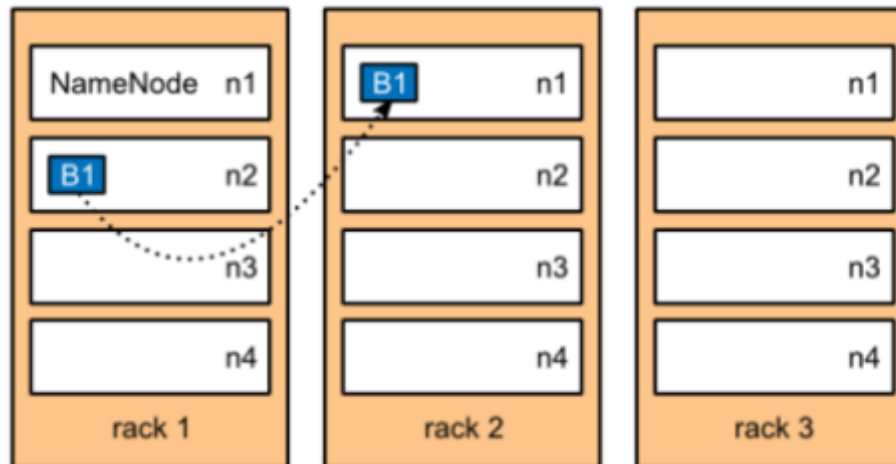 NameNode n1
B1 n2
n3
n4
rack 1
B1 n1
n2
n3
n4
rack 2
n1
n2
n3
n4
rack 3